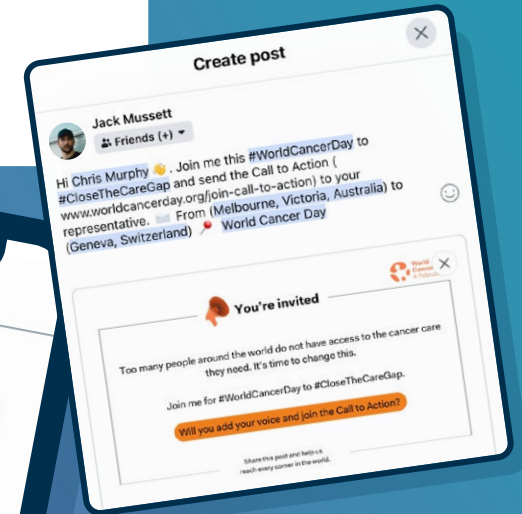 Create post
Jack Mussett
Friends (+)
Hi Chris Murphy 👋 . Join me this #WorldCancerDay to
#CloseTheCareGap and send the Call to Action (
www.worldcancerday.org/join-call-to-action) to your
representative. ✉️ From (Melbourne, Victoria, Australia) to
(Geneva, Switzerland) 📍 World Cancer Day
World
Cancer
You're invited
Too many people around the world do not have access to the cancer care
they need. It's time to change this.
Join me for #WorldCancerDay to #CloseTheCareGap.
Will you add your voice and join the Call to Action?
Share this post and help us
reach every corner in the world.